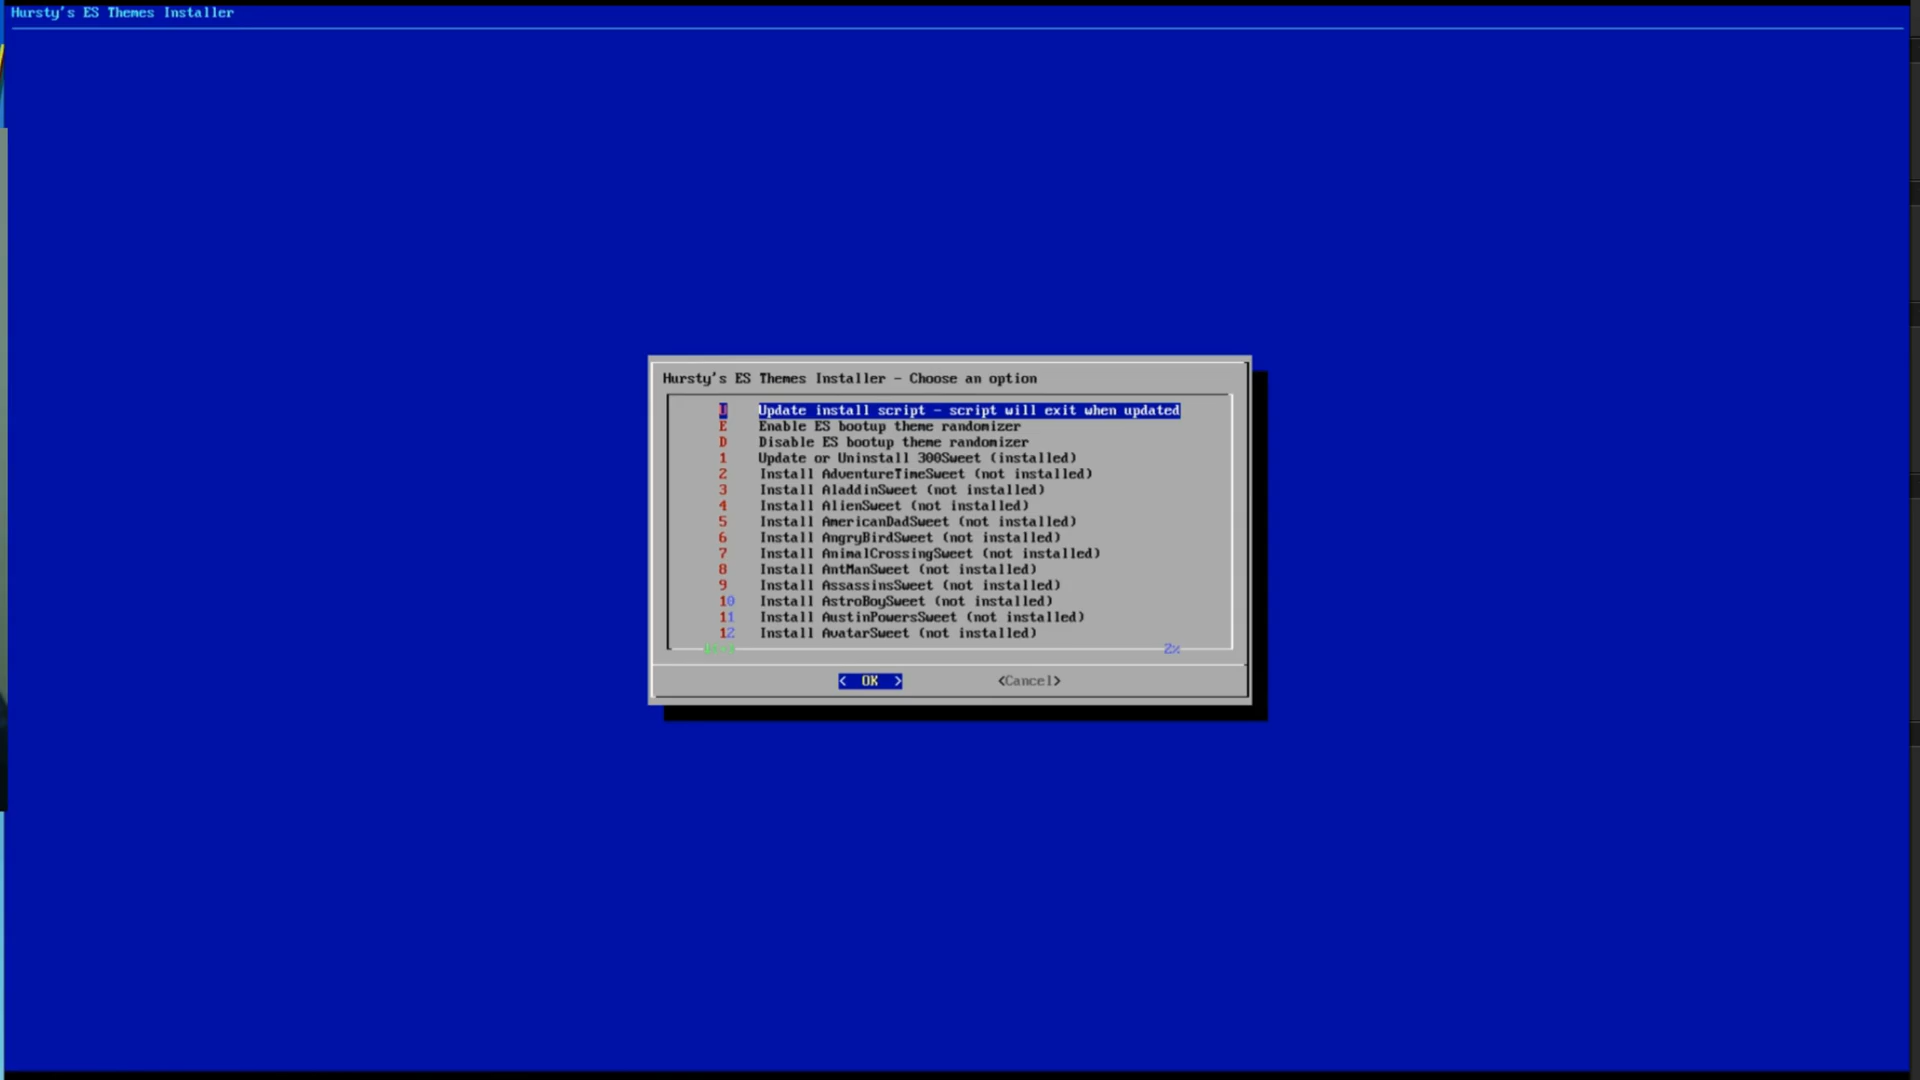 Hursty's ES Themes Installer
Hursty's ES Themes Installer - Choose an option
U Update install script - script will exit when updated
E Enable ES bootup theme randomizer
D Disable ES bootup theme randomizer
1 Update or Uninstall 300Sweet (installed)
2 Install AdventureTimeSweet (not installed)
3 Install AladdinSweet (not installed)
4 Install AlienSweet (not installed)
5 Install AmericanDadSweet (not installed)
6 Install AngryBirdSweet (not installed)
7 Install AnimalCrossingSweet (not installed)
8 Install AntManSweet (not installed)
9 Install AssassinsSweet (not installed)
10 Install AstroBoySweet (not installed)
11 Install AustinPowersSweet (not installed)
12 Install AvatarSweet (not installed)
2%
< OK > <Cancel>